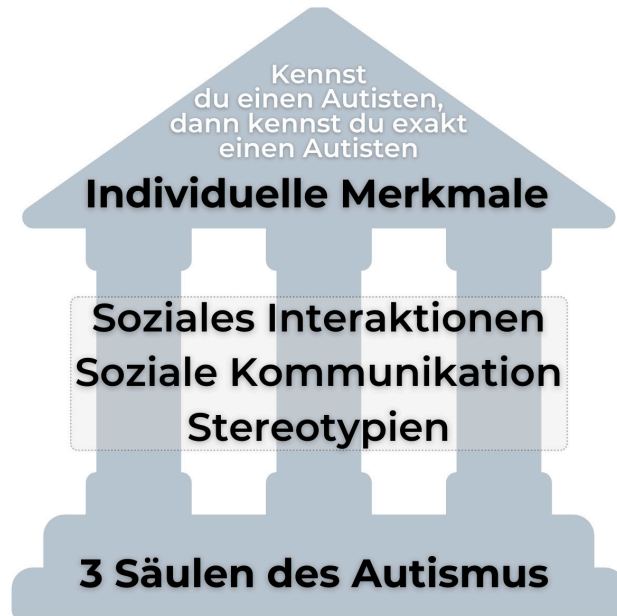 Kennst
du einen Autisten,
dann kennst du exakt
einen Autisten
Individuelle Merkmale
Soziales Interaktionen
Soziale Kommunikation
Stereotypien
3 Säulen des Autismus